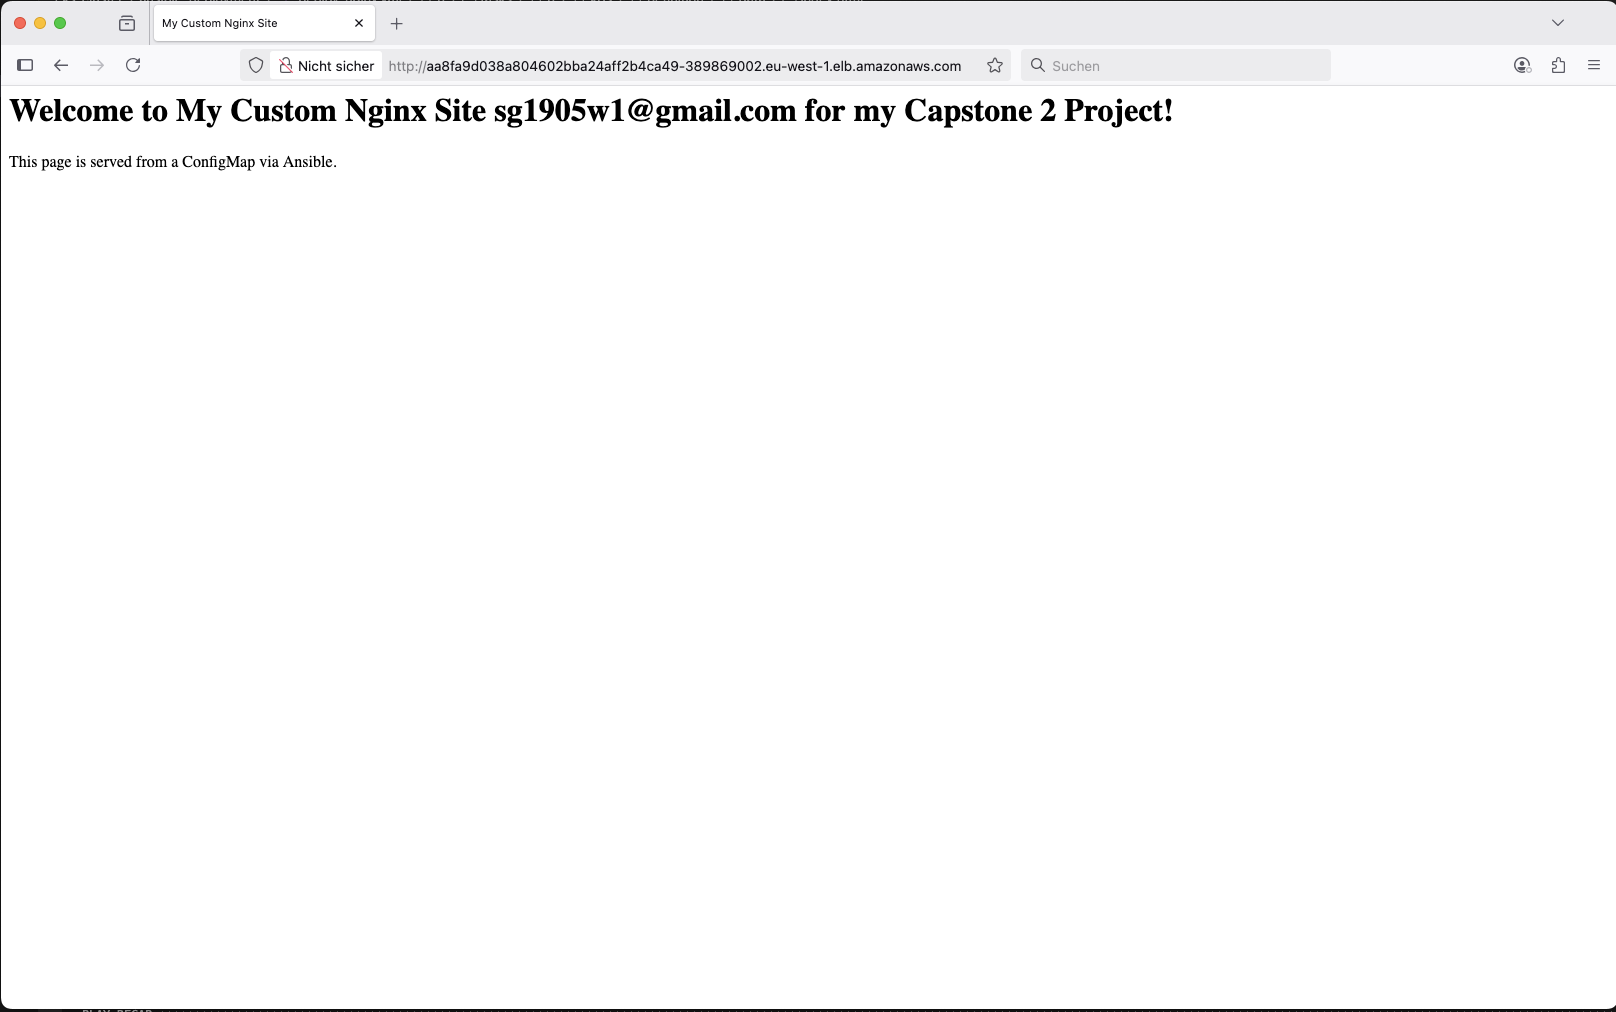 My Custom Nginx Site
Nicht sicher
http://aa8fa9d038a804602bba24aff2b4ca49-389869002.eu-west-1.elb.amazonaws.com
Suchen
Welcome to My Custom Nginx Site sg1905w1@gmail.com for my Capstone 2 Project!
This page is served from a ConfigMap via Ansible.